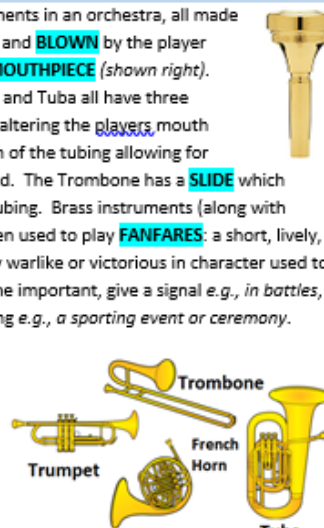 nents in an orchestra, all made
and BLOWN by the player
MOUTHPIECE (shown right).
and Tuba all have three
altering the players mouth
n of the tubing allowing for
d. The Trombone has a SLIDE which
ubing. Brass instruments (along with
en used to play FANFARES: a short, lively,
y warlike or victorious in character used to
ne important, give a signal e.g., in battles,
ng e.g., a sporting event or ceremony.
Trombone
French
Horn
Trumpet
Tuba